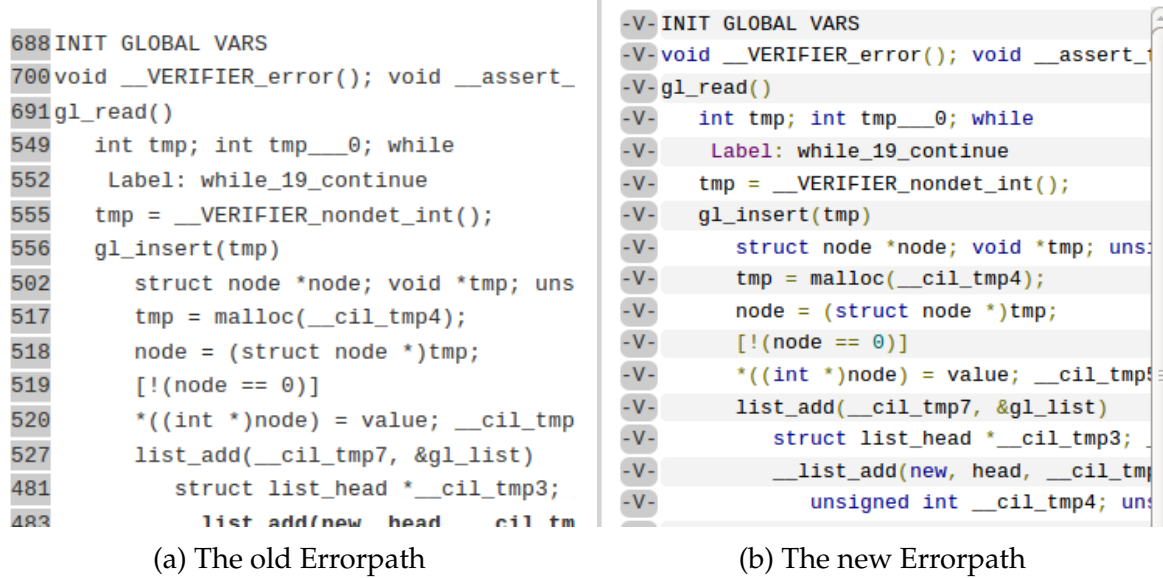 688 INIT GLOBAL VARS
700 void __VERIFIER_error(); void __assert_
691 gl_read()
549 int tmp; int tmp___0; while
552 Label: while_19_continue
555 tmp = __VERIFIER_nondet_int();
556 gl_insert(tmp)
502 struct node *node; void *tmp; uns
517 tmp = malloc(__cil_tmp4);
518 node = (struct node *)tmp;
519 [!(node == 0)]
520 *((int *)node) = value; __cil_tmp
527 list_add(__cil_tmp7, &gl_list)
481 struct list_head *__cil_tmp3;
483 __list_add(new, head, __cil_tm
(a) The old Errorpath
-V- INIT GLOBAL VARS
-V- void __VERIFIER_error(); void __assert_
-V- gl_read()
-V- int tmp; int tmp___0; while
-V- Label: while_19_continue
-V- tmp = __VERIFIER_nondet_int();
-V- gl_insert(tmp)
-V- struct node *node; void *tmp; uns
-V- tmp = malloc(__cil_tmp4);
-V- node = (struct node *)tmp;
-V- [!(node == 0)]
-V- *((int *)node) = value; __cil_tmp5
-V- list_add(__cil_tmp7, &gl_list)
-V- struct list_head *__cil_tmp3; _
-V- __list_add(new, head, __cil_tmp
-V- unsigned int __cil_tmp4; uns
(b) The new Errorpath